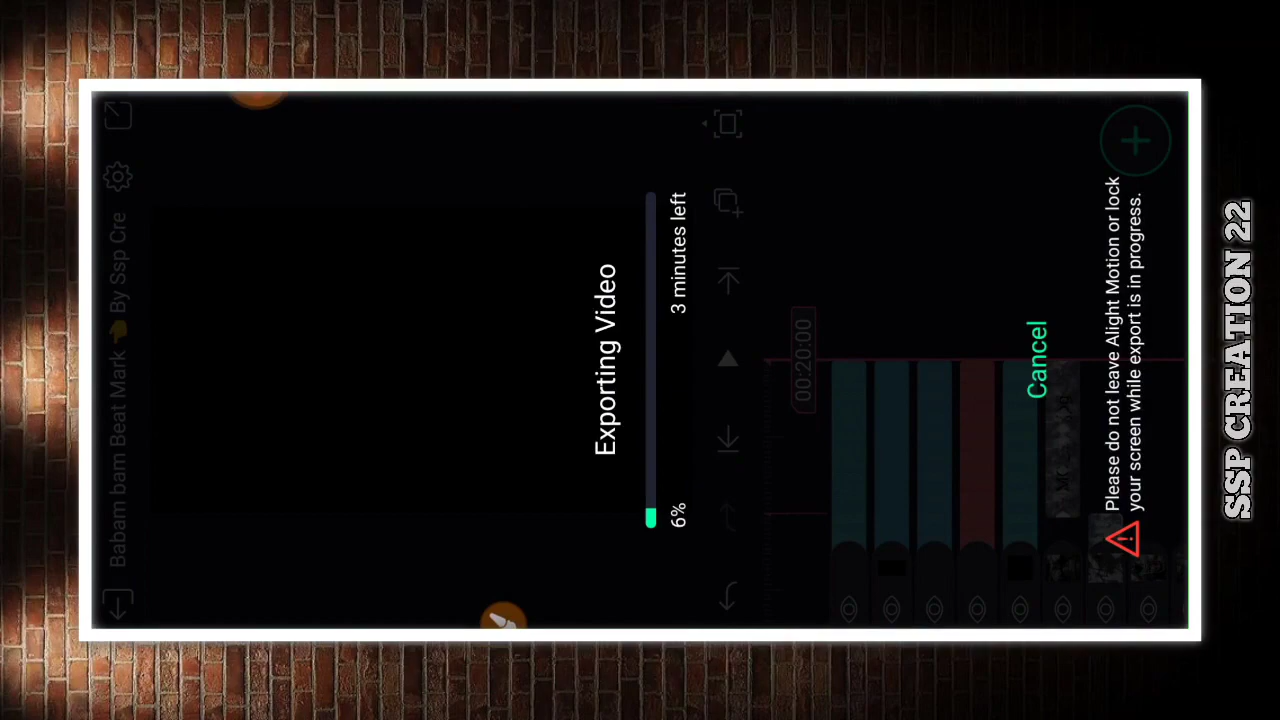 Babam bam Beat Mark 👈 By Ssp Cre
Exporting Video
6%
3 minutes left
00:20:00
Cancel
Please do not leave Alight Motion or lock
your screen while export is in progress.
SSP CREATION 22